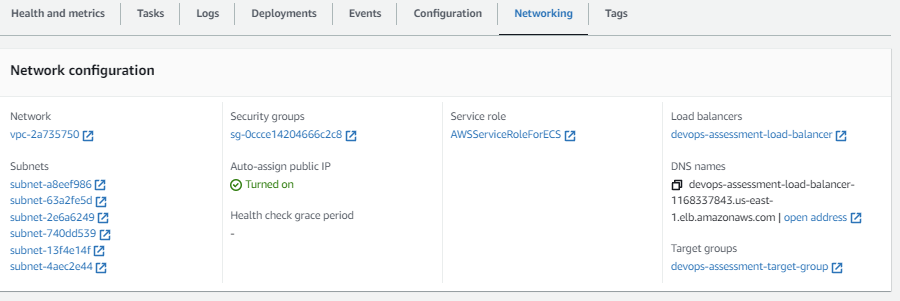 Health and metrics Tasks Logs Deployments Events Configuration Networking Tags
Network configuration
Network
vpc-2a735750
Subnets
subnet-a8eef986
subnet-63a2fe5d
subnet-2e6a6249
subnet-740dd539
subnet-13f4e14f
subnet-4aec2e44
Security groups
sg-0ccce14204666c2c8
Auto-assign public IP
Turned on
Health check grace period
-
Service role
AWSServiceRoleForECS
Load balancers
devops-assessment-load-balancer
DNS names
devops-assessment-load-balancer-
1168337843.us-east-
1.elb.amazonaws.com | open address
Target groups
devops-assessment-target-group